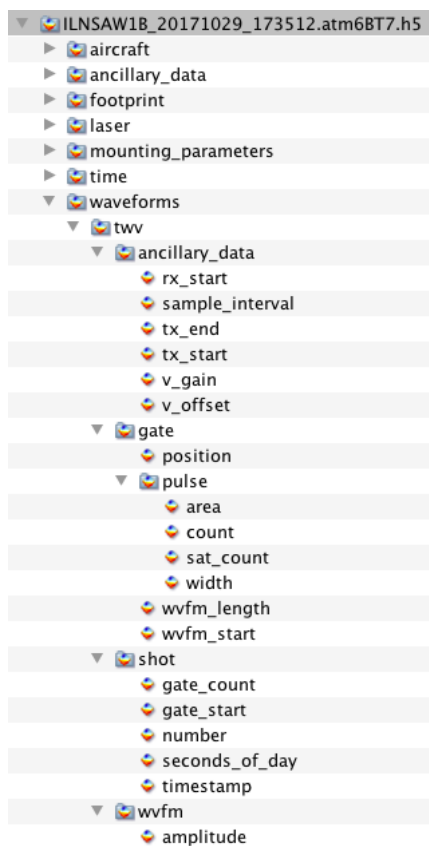 ILNSAW1B_20171029_173512.atm6BT7.h5
aircraft
ancillary_data
footprint
laser
mounting_parameters
time
waveforms
twv
ancillary_data
rx_start
sample_interval
tx_end
tx_start
v_gain
v_offset
gate
position
pulse
area
count
sat_count
width
wvfm_length
wvfm_start
shot
gate_count
gate_start
number
seconds_of_day
timestamp
wvfm
amplitude